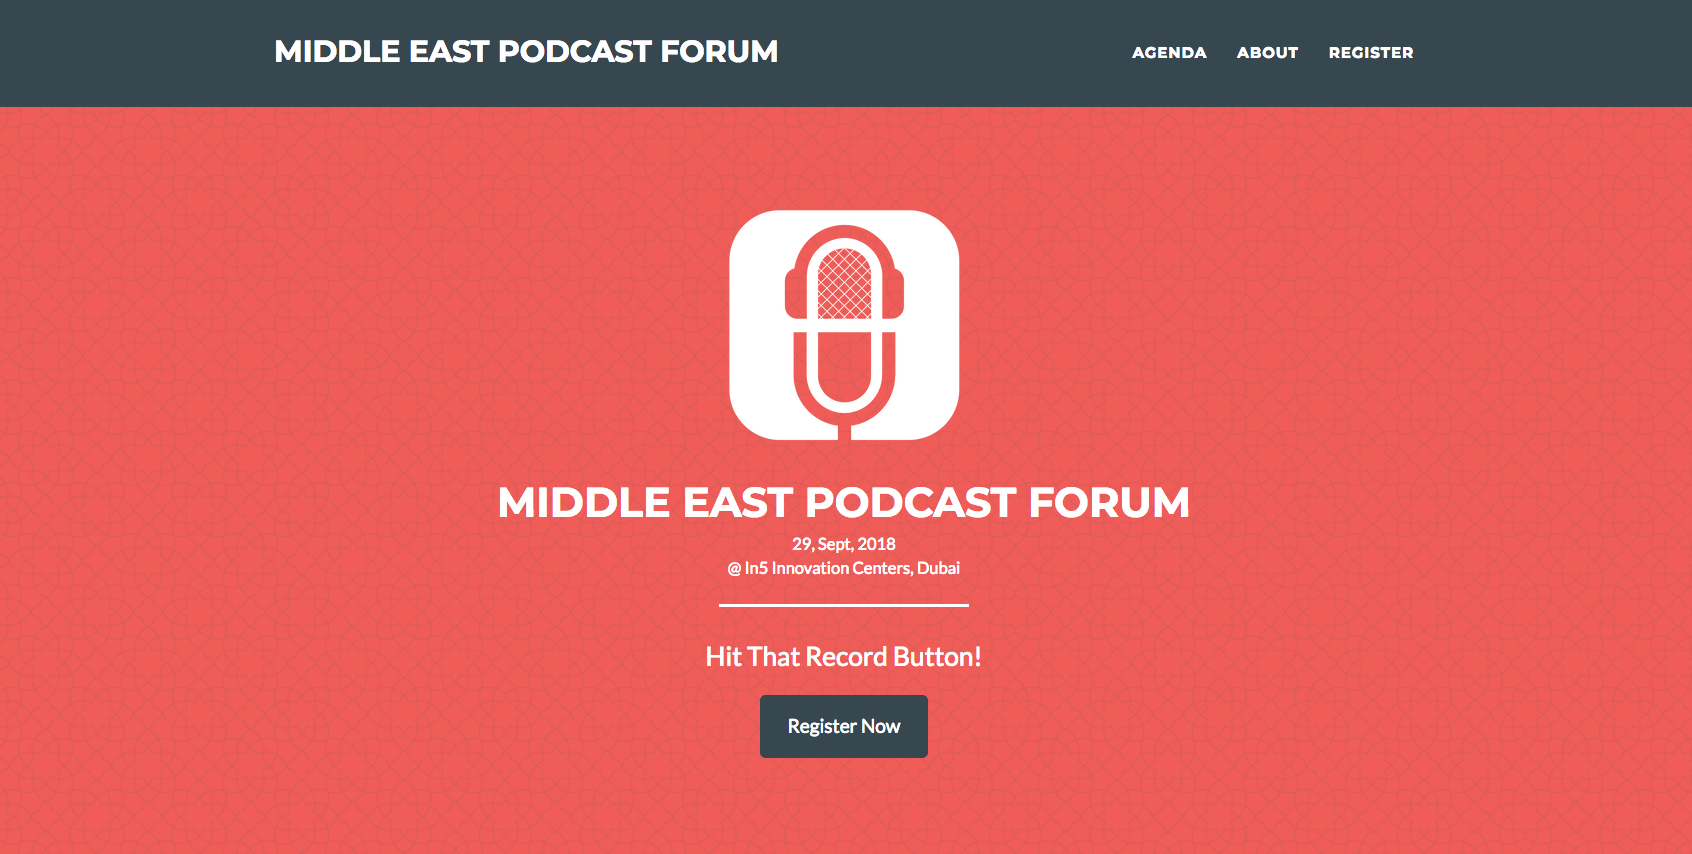 MIDDLE EAST PODCAST FORUM
AGENDA ABOUT REGISTER
MIDDLE EAST PODCAST FORUM
29, Sept, 2018
@ In5 Innovation Centers, Dubai
Hit That Record Button!
Register Now